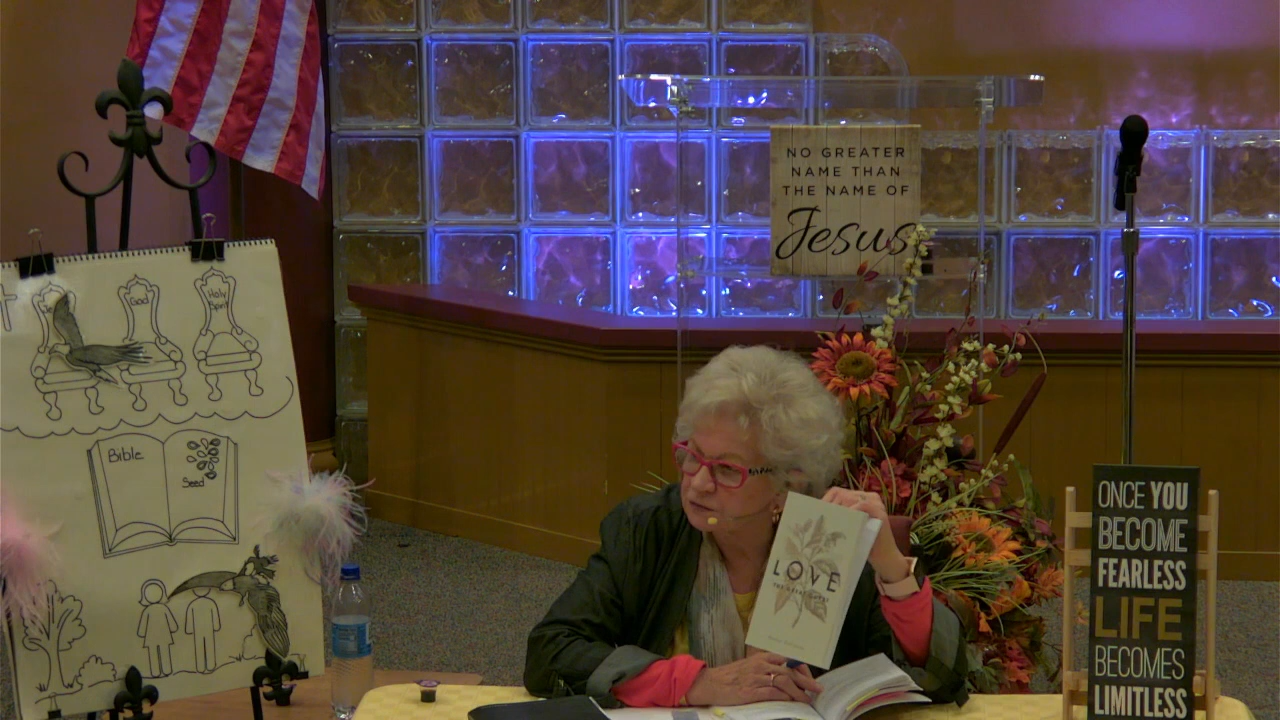 NO GREATER
NAME THAN
THE NAME OF
Jesus
God
Holy
Spirit
Bible
Seed
LOVE
ONCE YOU
BECOME
FEARLESS
LIFE
BECOMES
LIMITLESS